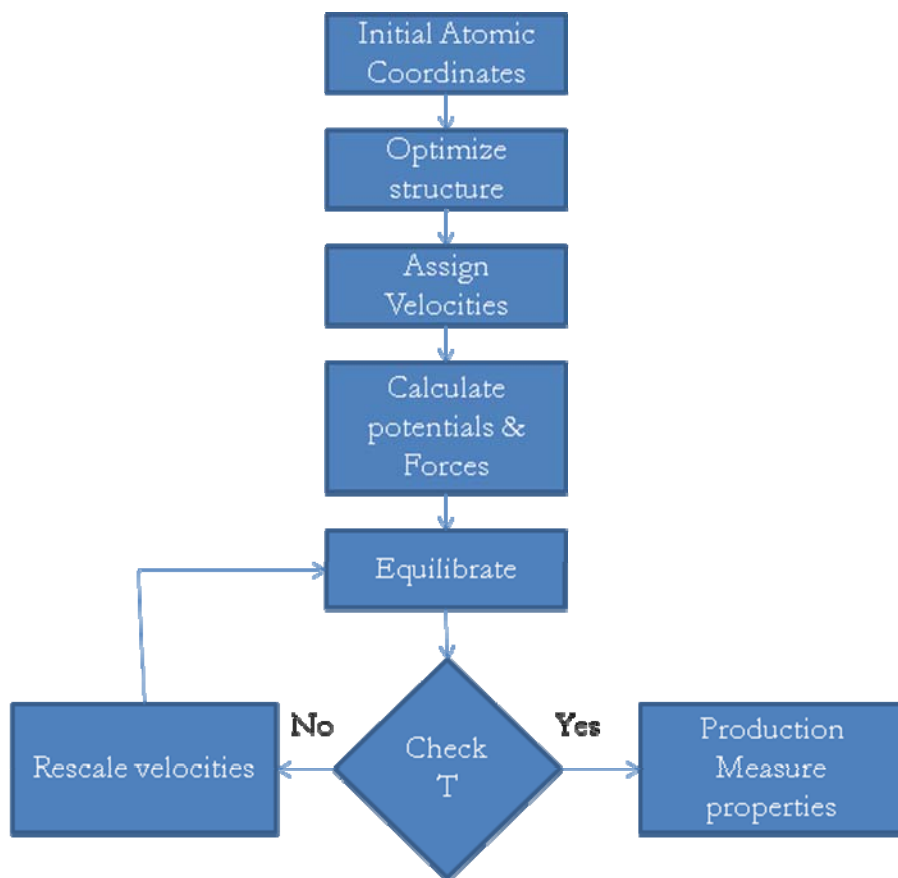 Initial Atomic
Coordinates
Optimize
structure
Assign
Velocities
Calculate
potentials &
Forces
Equilibrate
No
Yes
Rescale velocities
Check
T
Production
Measure
properties